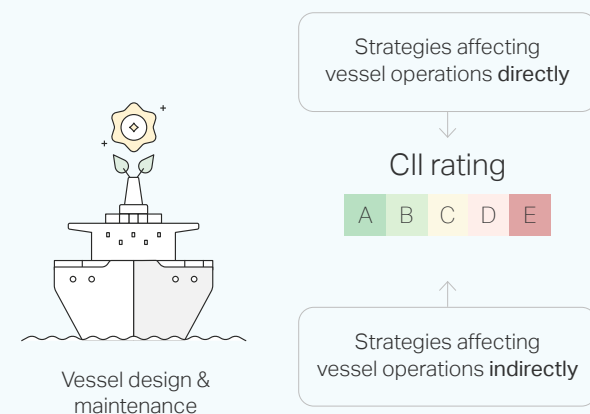 Strategies affecting
vessel operations directly
CII rating
A B C D E
Strategies affecting
vessel operations indirectly
Vessel design &
maintenance